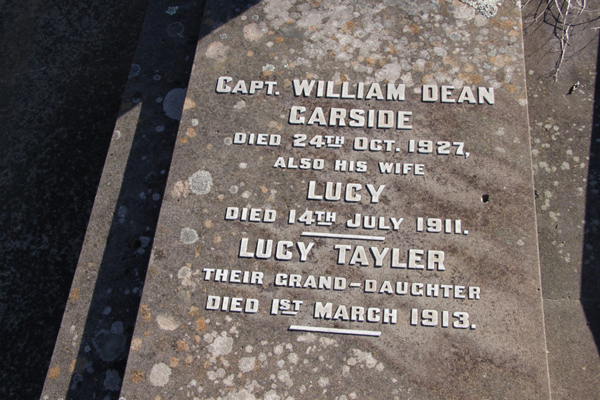 CAPT. WILLIAM DEAN
GARSIDE
DIED 24TH OCT. 1927,
ALSO HIS WIFE
LUCY
DIED 14TH JULY 1911.
LUCY TAYLER
THEIR GRAND-DAUGHTER
DIED 1ST MARCH 1913.